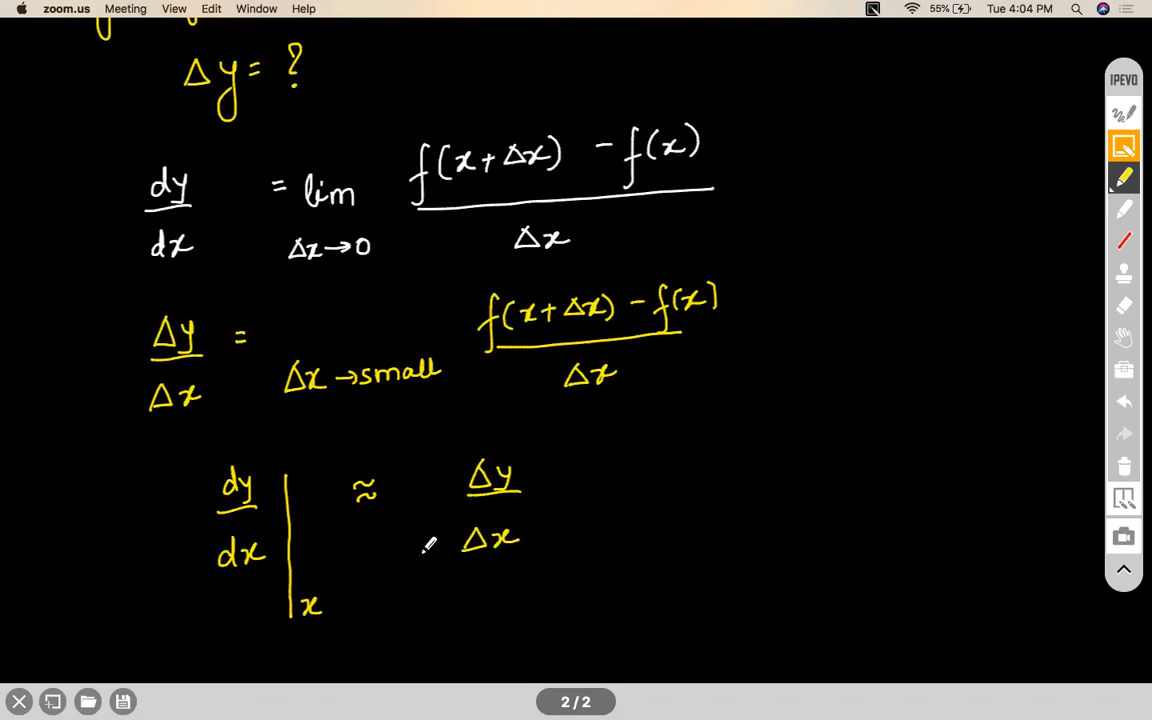 zoom.us Meeting View Edit Window Help 55% Tue 4:04 PM
IPEVO
Δy = ?
dy/dx = lim Δx→0 f(x+Δx) - f(x) / Δx
Δy/Δx = Δx→small f(x+Δx) - f(x) / Δx
dy/dx | x ≈ Δy/Δx
2 / 2